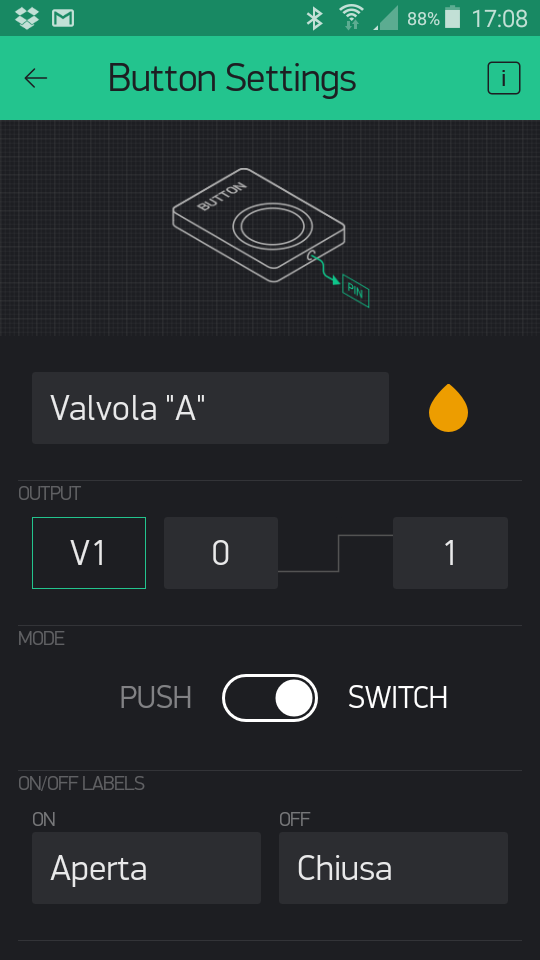 88% 17:08
Button Settings
i
BUTTON
PIN
Valvola "A"
OUTPUT
V1 0 1
MODE
PUSH SWITCH
ON/OFF LABELS
ON OFF
Aperta Chiusa